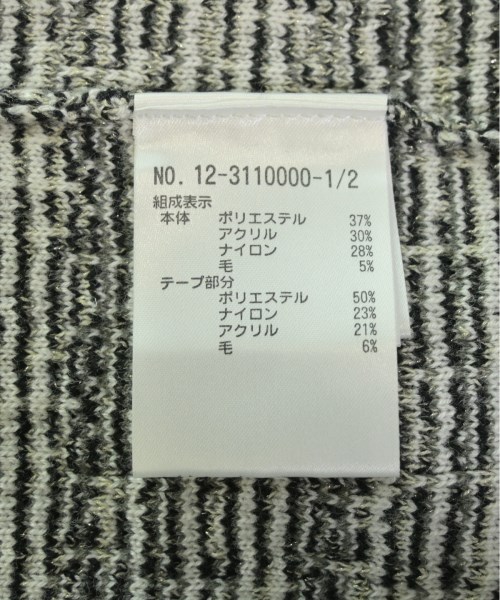 NO. 12-3110000-1/2
組成表示
本体 ポリエステル 37%
アクリル 30%
ナイロン 28%
毛 5%
テープ部分
ポリエステル 50%
ナイロン 23%
アクリル 21%
毛 6%